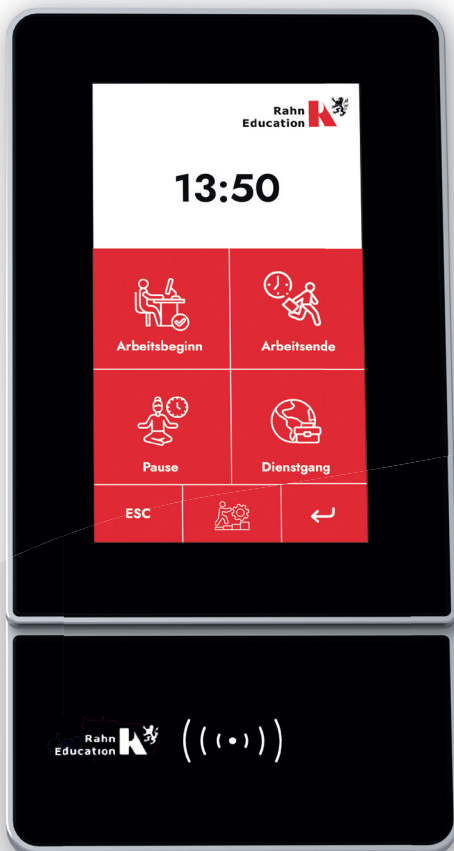 Rahn
Education
13:50
Arbeitsbeginn
Arbeitsende
Pause
Dienstgang
ESC
Rahn
Education